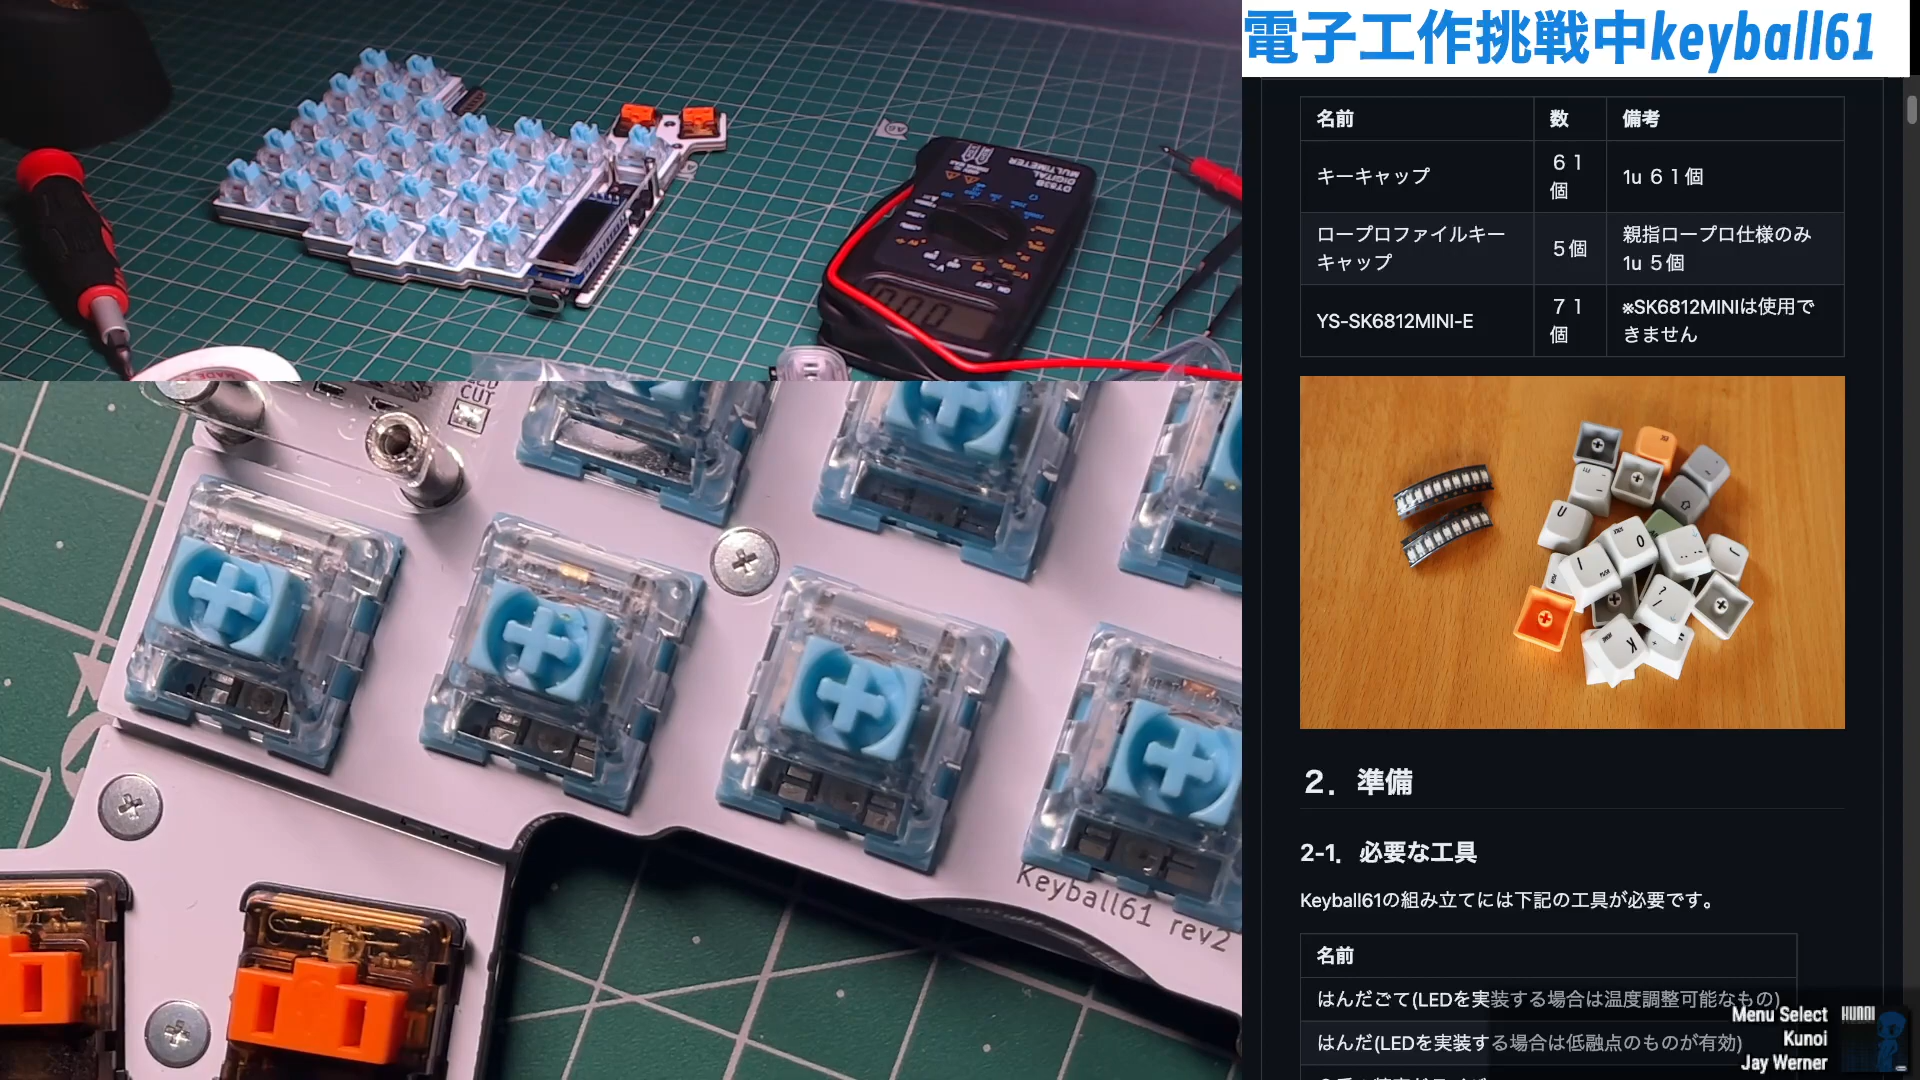 電子工作挑戦中keyball61
名前 数 備考
キーキャップ ６１個 1u ６１個
ロープロファイルキーキャップ ５個 親指ロープロ仕様のみ 1u ５個
YS-SK6812MINI-E ７１個 ※SK6812MINIは使用できません
２．準備
2-1．必要な工具
Keyball61の組み立てには下記の工具が必要です。
名前
はんだごて(LEDを実装する場合は温度調整可能なもの)
はんだ(LEDを実装する場合は低融点のものが有効)
Menu Select
Kunoi
Jay Werner
KUNOI
DIGITAL
MULTIMETER
DT83B
CUT
Keyball61 rev2